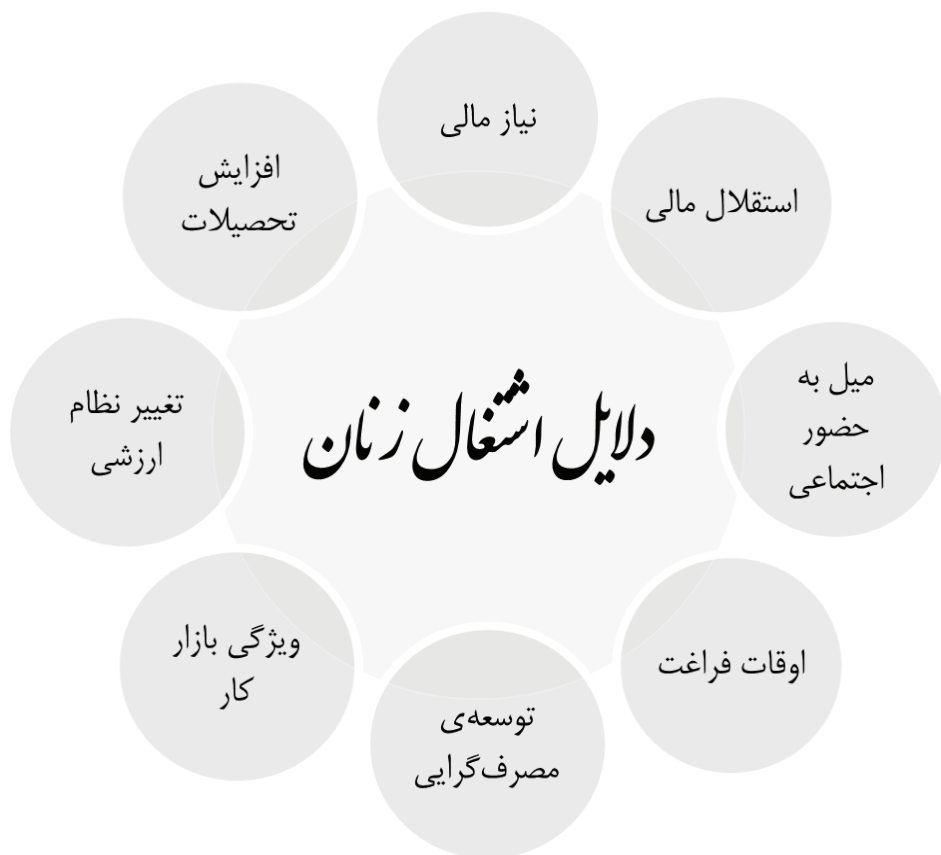 نیاز مالی
استقلال مالی
میل به
حضور
اجتماعی
اوقات فراغت
توسعه‌ی
مصرف‌گرایی
ویژگی بازار
کار
تغییر نظام
ارزشی
افزایش
تحصیلات
دلایل اشتغال زنان